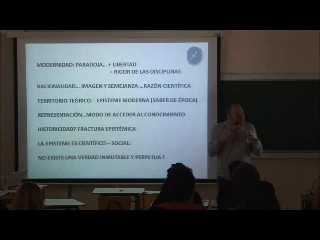 MODERNIDAD: PARADOJA... + LIBERTAD
- RIGOR DE LAS DISCIPLINAS
RACIONALIDAD... IMAGEN Y SEMEJANZA ... RAZÓN CIENTÍFICA
TERRITORIO TEÓRICO: EPISTEME MODERNA (SABER DE ÉPOCA)
REPRESENTACIÓN... MODO DE ACCEDER AL CONOCIMIENTO
HISTORICIDAD? FRACTURA EPISTÉMICA
LA EPISTEME ES CIENTÍFICO – SOCIAL:
NO EXISTE UNA VERDAD INMUTABLE Y PERPETUA !